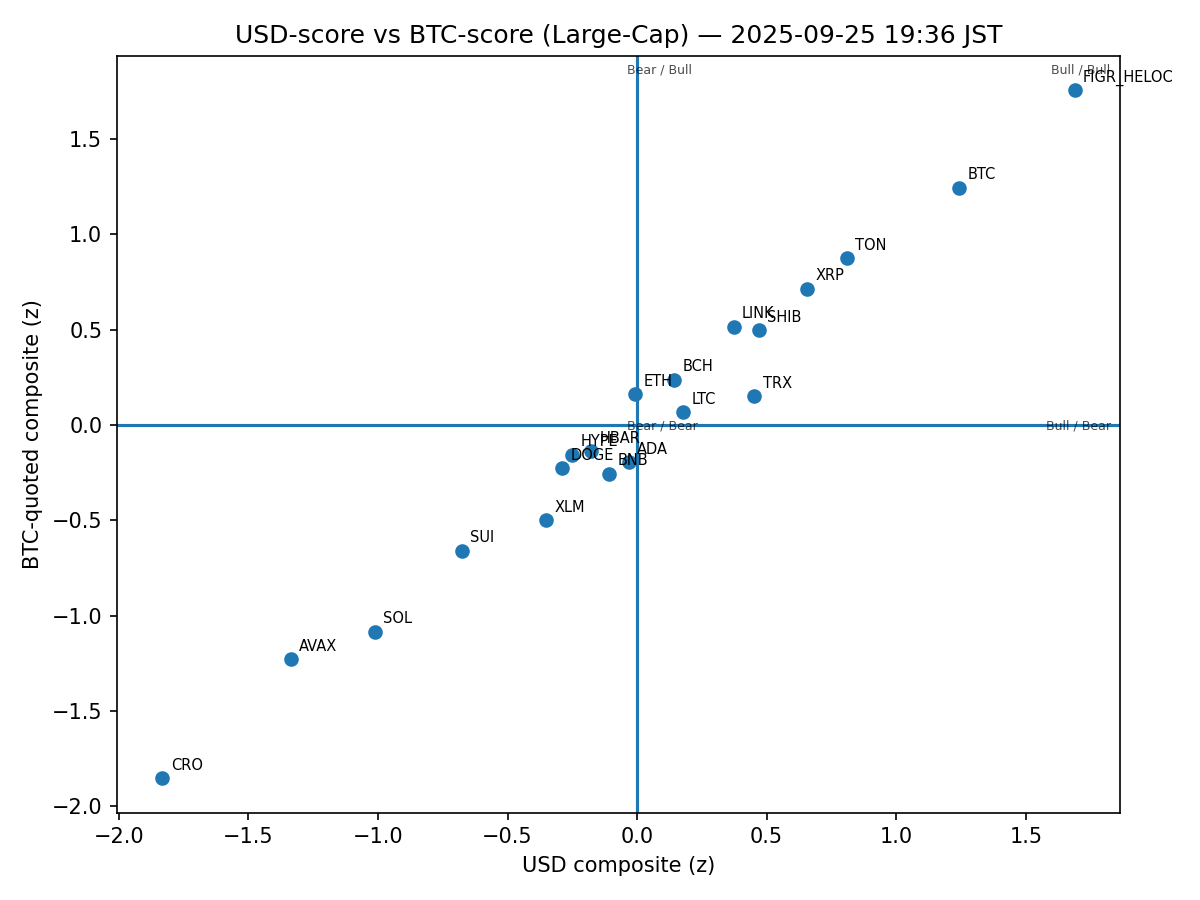 USD-score vs BTC-score (Large-Cap) — 2025-09-25 19:36 JST
Bear / Bull
Bull / Bull
FIGR_HELOC
BTC
TON
XRP
LINK
SHIB
BCH
ETH
TRX
LTC
Bear / Bear
Bull / Bear
HBAR
HYPE
ADA
DOGE
BNB
XLM
SUI
SOL
AVAX
CRO
1.5
1.0
0.5
0.0
−0.5
−1.0
−1.5
−2.0
BTC-quoted composite (z)
−2.0 −1.5 −1.0 −0.5 0.0 0.5 1.0 1.5
USD composite (z)